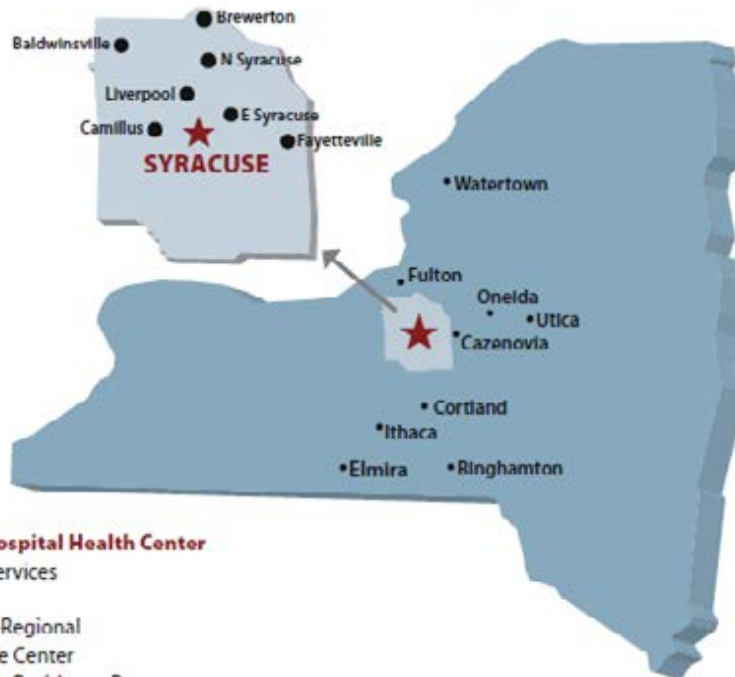 Brewerton
Baldwinsville
N Syracuse
Liverpool
E Syracuse
Camillus
Fayetteville
SYRACUSE
Watertown
Fulton
Oneida
Utica
Cazenovia
Cortland
Ithaca
Elmira
Binghamton
ospital Health Center
ervices
Regional
e Center